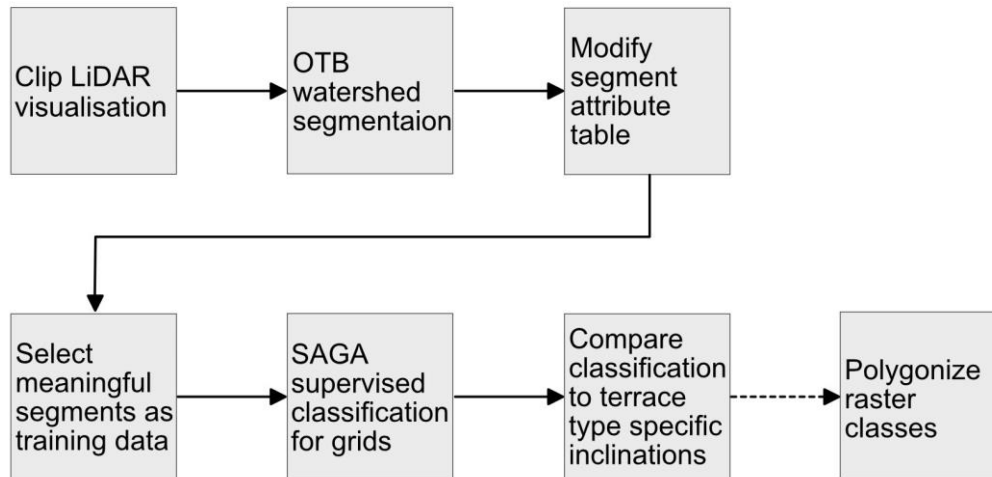 Clip LiDAR
visualisation
OTB
watershed
segmentaion
Modify
segment
attribute
table
Select
meaningful
segments as
training data
SAGA
supervised
classification
for grids
Compare
classification
to terrace
type specific
inclinations
Polygonize
raster
classes